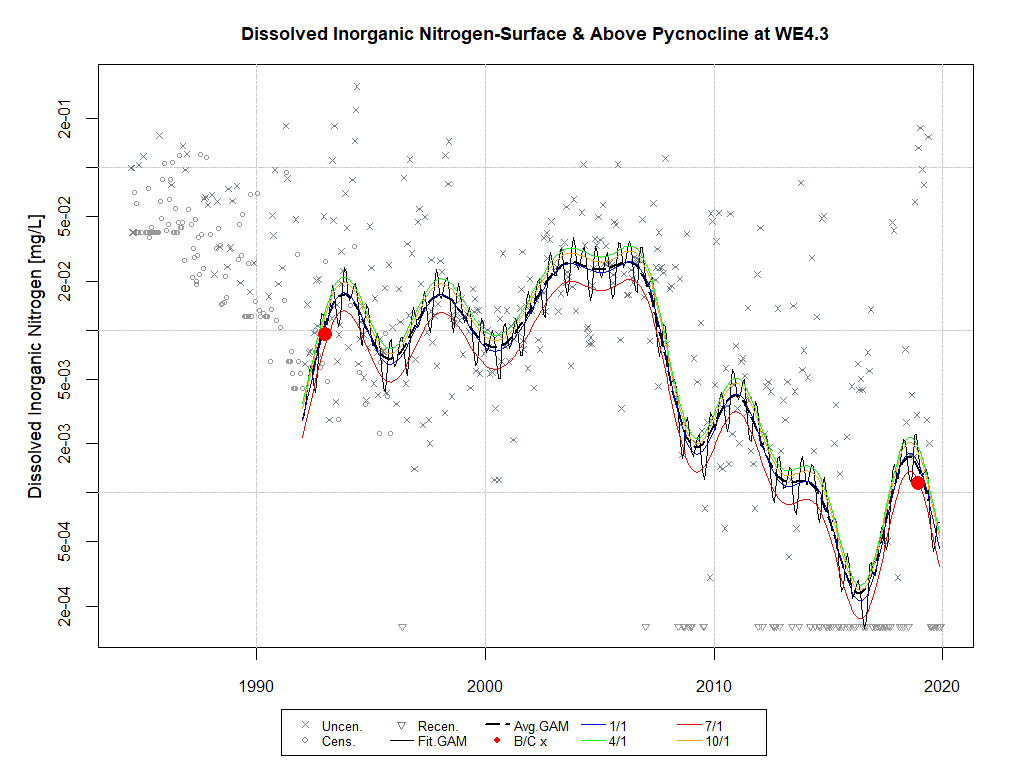 Dissolved Inorganic Nitrogen-Surface & Above Pycnocline at WE4.3
Dissolved Inorganic Nitrogen [mg/L]
2e-01
5e-02
2e-02
5e-03
2e-03
5e-04
2e-04
1990 2000 2010 2020
Uncen. Recen. Avg.GAM 1/1 7/1
Cens. Fit.GAM B/C x 4/1 10/1